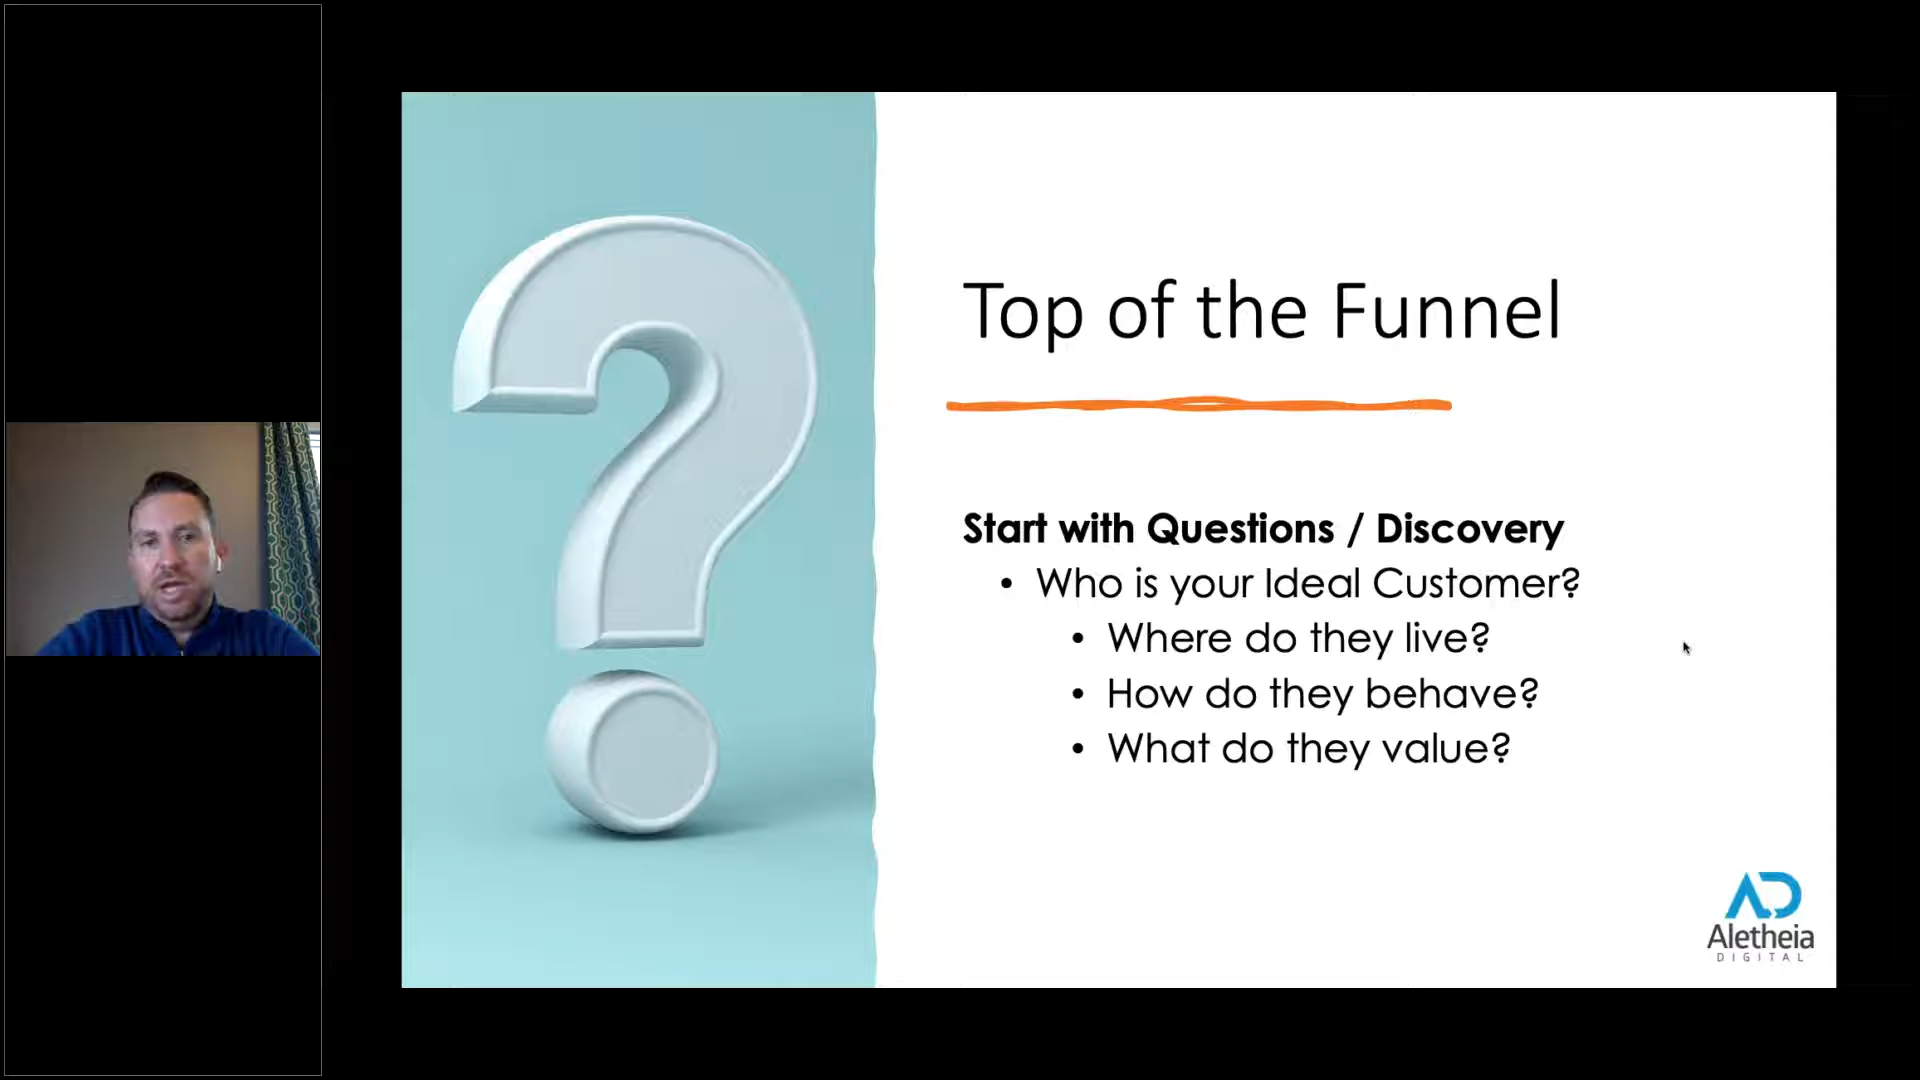 Top of the Funnel
Start with Questions / Discovery
• Who is your Ideal Customer?
• Where do they live?
• How do they behave?
• What do they value?
AD
Aletheia
DIGITAL